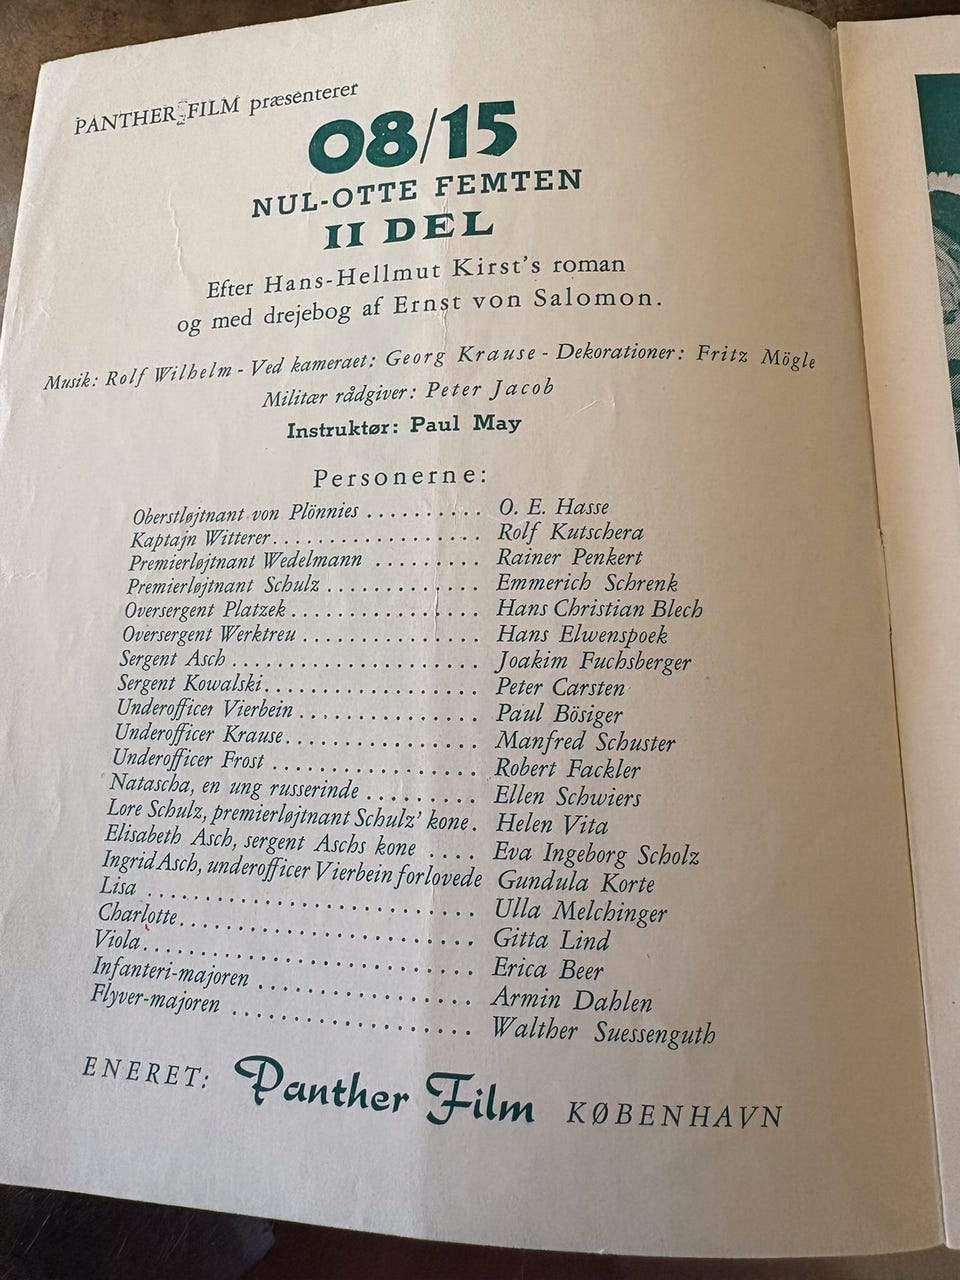 PANTHER FILM præsenterer
08/15
NUL-OTTE FEMTEN
II DEL
Efter Hans-Hellmut Kirst's roman
og med drejebog af Ernst von Salomon.
Musik: Rolf Wilhelm - Ved kameraet: Georg Krause - Dekorationer: Fritz Mögle
Militær rådgiver: Peter Jacob
Instruktør: Paul May
Personerne:
Oberstløjtnant von Plönnies .......... O. E. Hasse
Kaptajn Witterer.................. Rolf Kutschera
Premierløjtnant Wedelmann ......... Rainer Penkert
Premierløjtnant Schulz ............. Emmerich Schrenk
Oversergent Platzek ................ Hans Christian Blech
Oversergent Werktreu ............... Hans Elwenspoek
Sergent Asch ..................... Joakim Fuchsberger
Sergent Kowalski.................. Peter Carsten
Underofficer Vierbein ............... Paul Bösiger
Underofficer Krause................ Manfred Schuster
Underofficer Frost ................. Robert Fackler
Natascha, en ung russerinde ......... Ellen Schwiers
Lore Schulz, premierløjtnant Schulz' kone. Helen Vita
Elisabeth Asch, sergent Aschs kone .... Eva Ingeborg Scholz
Ingrid Asch, underofficer Vierbein forlovede Gundula Korte
Lisa ............................ Ulla Melchinger
Charlotte......................... Gitta Lind
Viola............................ Erica Beer
Infanteri-majoren .................. Armin Dahlen
Flyver-majoren .................... Walther Suessenguth
ENERET: Panther Film KØBENHAVN